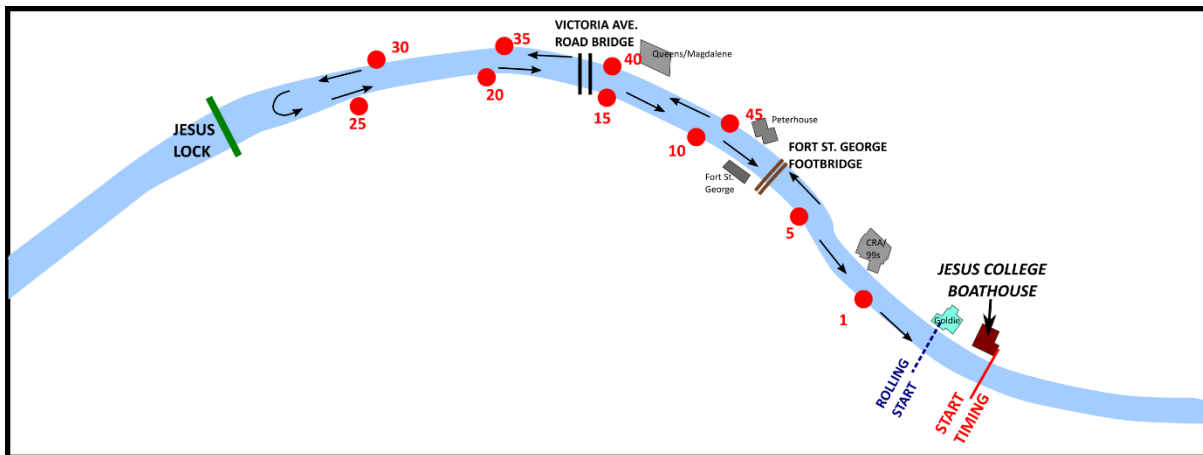 VICTORIA AVE.
ROAD BRIDGE
35
30
40
Queens/Magdalene
20
15
25
45
Peterhouse
10
JESUS
LOCK
FORT ST. GEORGE
FOOTBRIDGE
Fort St.
George
5
CRA/
99s
JESUS COLLEGE
BOATHOUSE
1
Goldie
ROLLING
START
START
TIMING